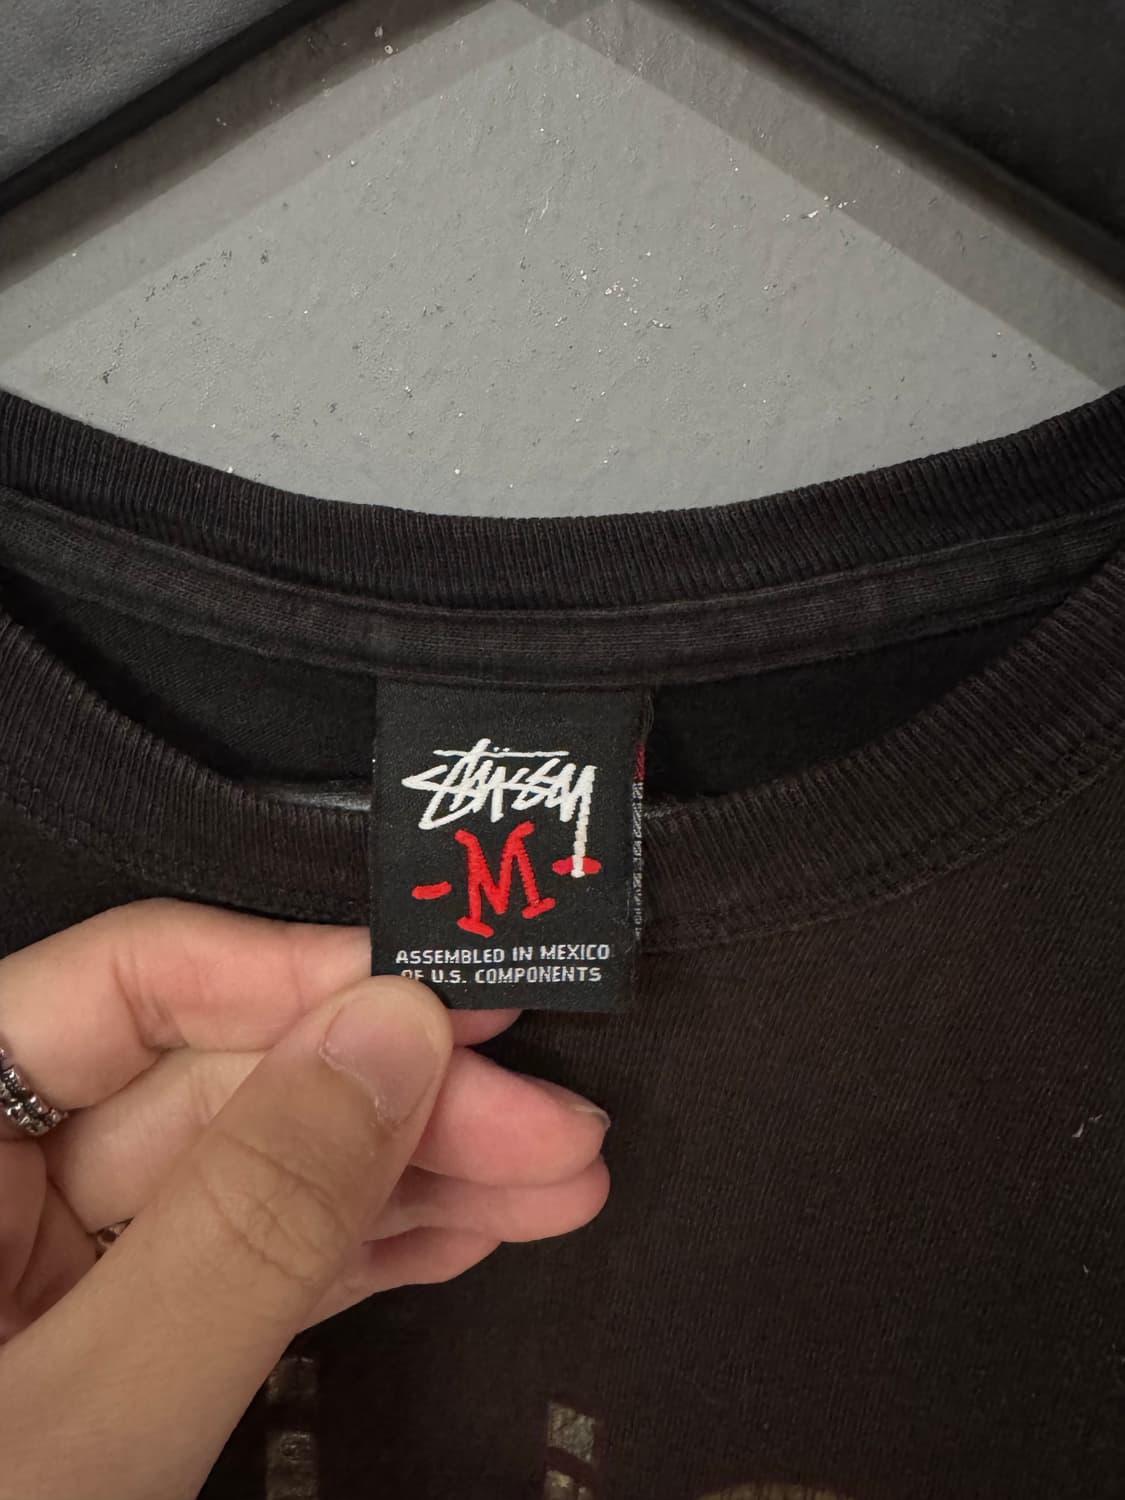 STÜSSY
-M-
ASSEMBLED IN MEXICO
OF U.S. COMPONENTS